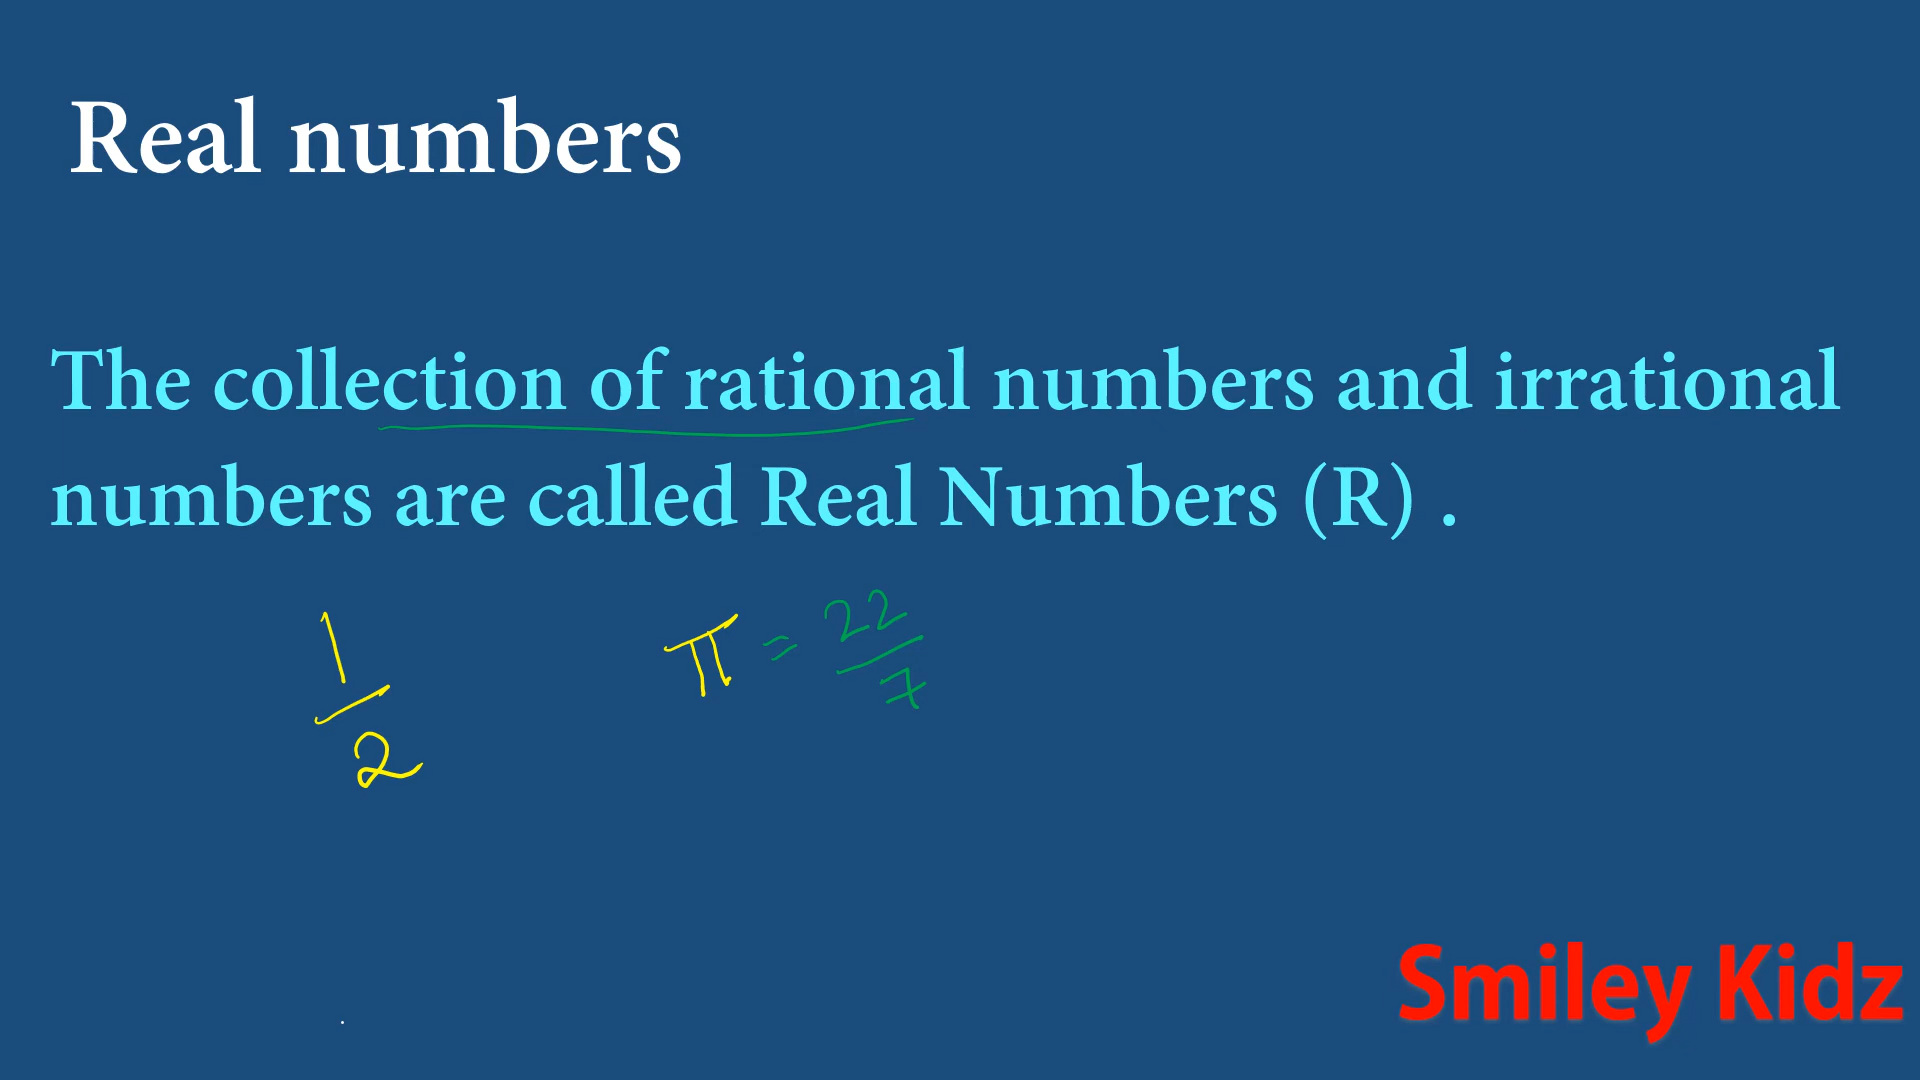 Real numbers
The collection of rational numbers and irrational
numbers are called Real Numbers (R) .
1/2
π = 22/7
Smiley Kidz